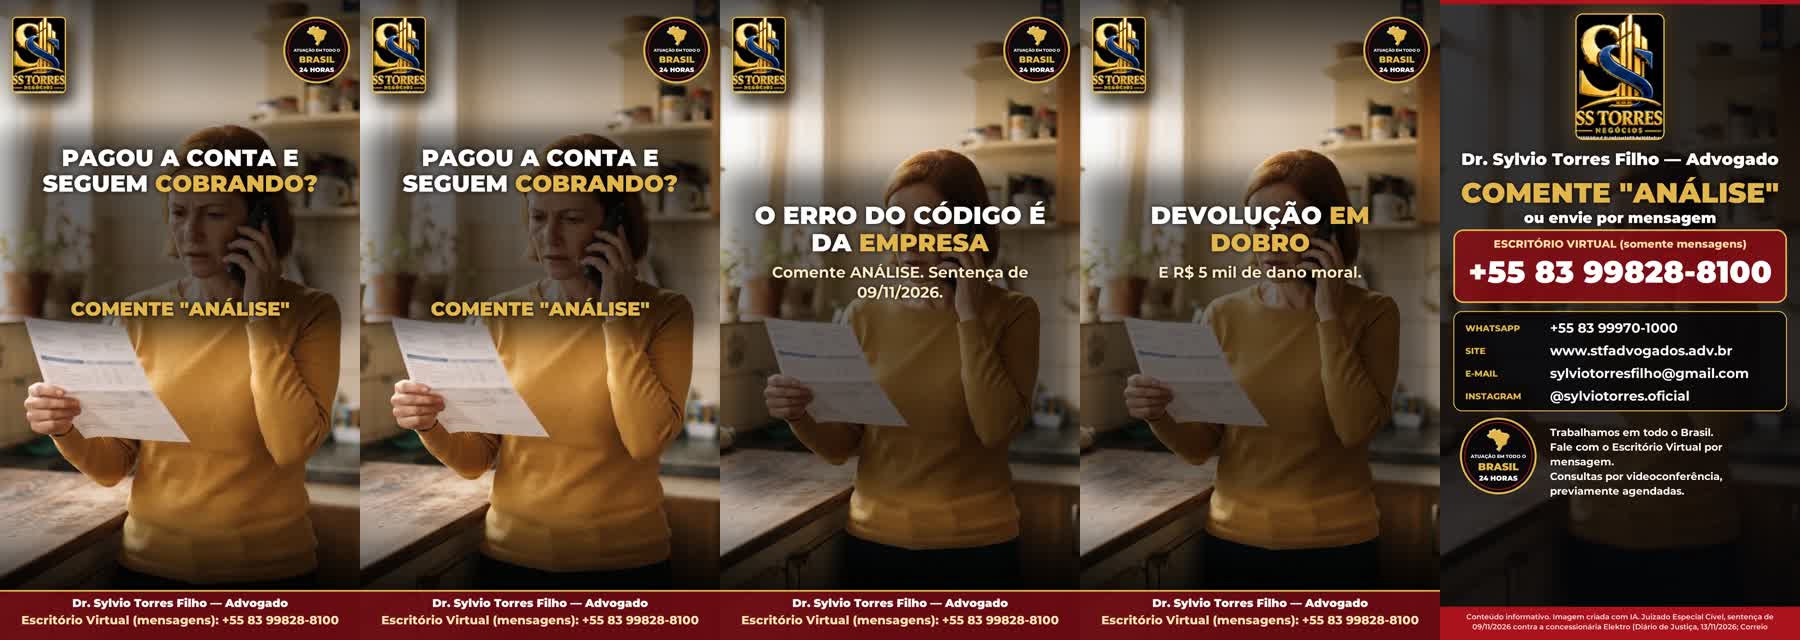 SS TORRES
NEGÓCIOS
ATUAÇÃO EM TODO O
BRASIL
24 HORAS
PAGOU A CONTA E
SEGUEM COBRANDO?
COMENTE "ANÁLISE"
Dr. Sylvio Torres Filho — Advogado
Escritório Virtual (mensagens): +55 83 99828-8100
SS TORRES
NEGÓCIOS
ATUAÇÃO EM TODO O
BRASIL
24 HORAS
PAGOU A CONTA E
SEGUEM COBRANDO?
COMENTE "ANÁLISE"
Dr. Sylvio Torres Filho — Advogado
Escritório Virtual (mensagens): +55 83 99828-8100
SS TORRES
NEGÓCIOS
ATUAÇÃO EM TODO O
BRASIL
24 HORAS
O ERRO DO CÓDIGO É
DA EMPRESA
Comente ANÁLISE. Sentença de
09/11/2026.
Dr. Sylvio Torres Filho — Advogado
Escritório Virtual (mensagens): +55 83 99828-8100
SS TORRES
NEGÓCIOS
ATUAÇÃO EM TODO O
BRASIL
24 HORAS
DEVOLUÇÃO EM
DOBRO
E R$ 5 mil de dano moral.
Dr. Sylvio Torres Filho — Advogado
Escritório Virtual (mensagens): +55 83 99828-8100
SS TORRES
NEGÓCIOS
Dr. Sylvio Torres Filho — Advogado
COMENTE "ANÁLISE"
ou envie por mensagem
ESCRITÓRIO VIRTUAL (somente mensagens)
+55 83 99828-8100
WHATSAPP +55 83 99970-1000
SITE www.stfadvogados.adv.br
E-MAIL sylviotorresfilho@gmail.com
INSTAGRAM @sylviotorres.oficial
ATUAÇÃO EM TODO O
BRASIL
24 HORAS
Trabalhamos em todo o Brasil.
Fale com o Escritório Virtual por
mensagem.
Consultas por videoconferência,
previamente agendadas.
Conteúdo informativo. Imagem criada com IA. Juizado Especial Cível, sentença de
09/11/2026 contra a concessionária Elektro (Diário de Justiça, 13/11/2026; Correio